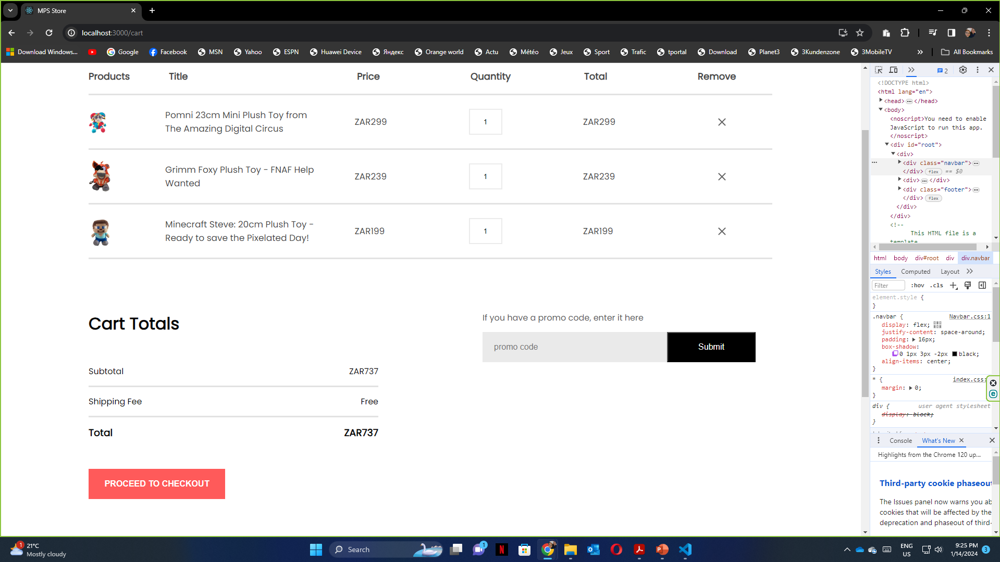 MPS Store
localhost:3000/cart
Download Windows...
Google
Facebook
MSN
Yahoo
ESPN
Huawei Device
Яндекс
Orange world
Actu
Météo
Jeux
Sport
Trafic
tportal
Download
Planet3
3Kundenzone
3MobileTV
All Bookmarks
Products Title Price Quantity Total Remove
Pomni 23cm Mini Plush Toy from
The Amazing Digital Circus
ZAR299 1 ZAR299
Grimm Foxy Plush Toy - FNAF Help
Wanted
ZAR239 1 ZAR239
Minecraft Steve: 20cm Plush Toy -
Ready to save the Pixelated Day!
ZAR199 1 ZAR199
Cart Totals
Subtotal ZAR737
Shipping Fee Free
Total ZAR737
PROCEED TO CHECKOUT
If you have a promo code, enter it here
promo code Submit
2
<!DOCTYPE html>
<html lang="en">
<head> ··· </head>
<body>
<noscript>You need to enable
JavaScript to run this app.
</noscript>
<div id="root">
<div>
<div class="navbar"> ···
</div> flex == $0
<div> ··· </div>
<div class="footer"> ···
</div> flex
</div>
</div>
<!--
This HTML file is a
template
html body div#root div div.navbar
Styles Computed Layout
Filter :hov .cls
element.style {
}
.navbar { Navbar.css:1
display: flex;
justify-content: space-around;
padding: 16px;
box-shadow:
0 1px 3px -2px black;
align-items: center;
}
* { index.css:
margin: 0;
}
div { user agent stylesheet
display: block;
}
Console What's New
Highlights from the Chrome 120 up...
Third-party cookie phaseout
The Issues panel now warns you ab
cookies that will be affected by the
deprecation and phaseout of third-
1
21°C
Mostly cloudy
Search
1
ENG
US
9:25 PM
1/14/2024
3